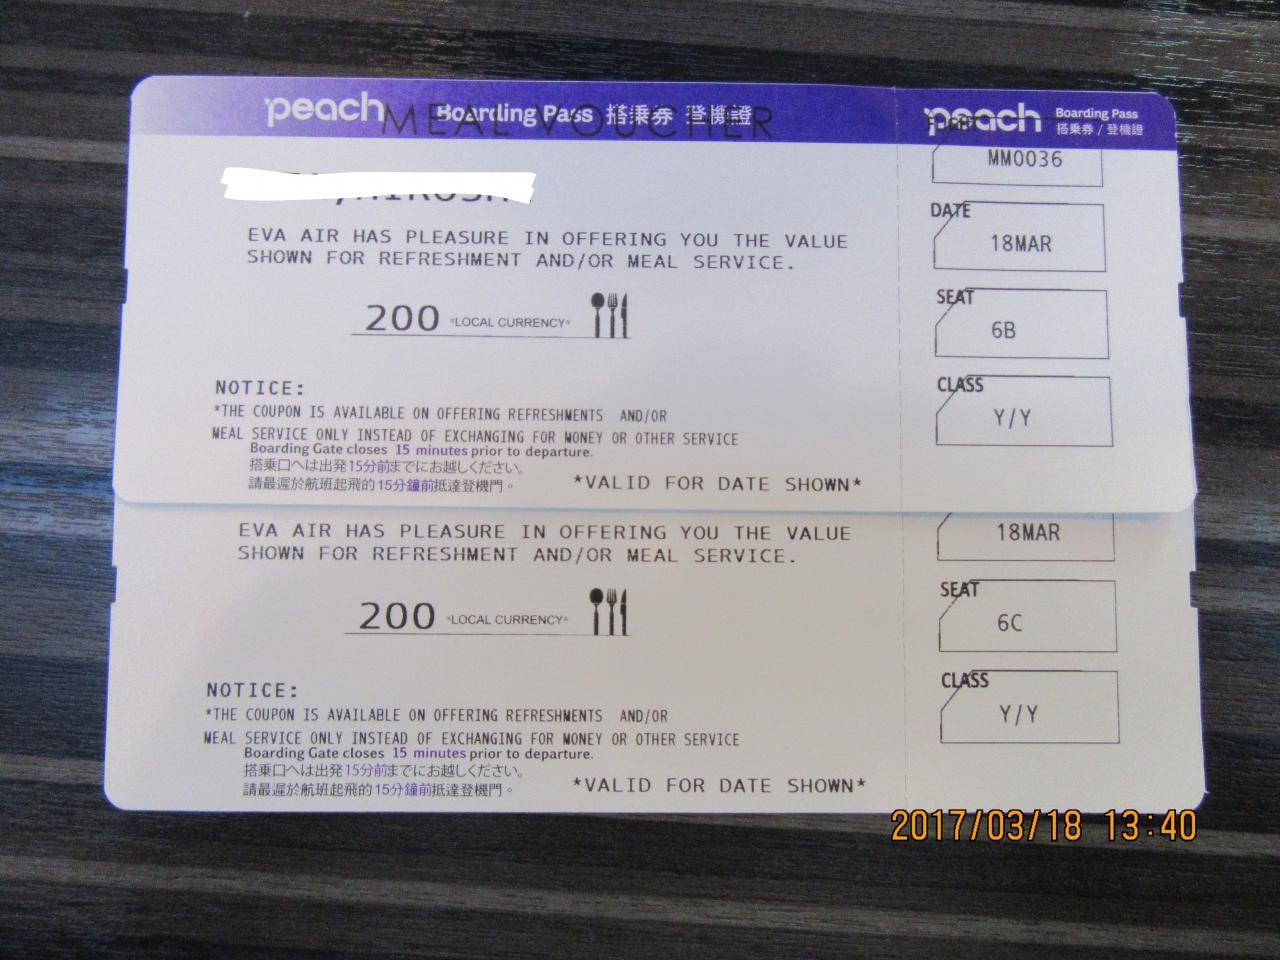 peach Boarding Pass 搭乗券 登機證
MEAL VOUCHER
peach Boarding Pass
搭乗券 / 登機證
FLIGHT
MM0036
EVA AIR HAS PLEASURE IN OFFERING YOU THE VALUE
SHOWN FOR REFRESHMENT AND/OR MEAL SERVICE.
DATE
18MAR
200 *LOCAL CURRENCY*
SEAT
6B
NOTICE:
*THE COUPON IS AVAILABLE ON OFFERING REFRESHMENTS AND/OR
MEAL SERVICE ONLY INSTEAD OF EXCHANGING FOR MONEY OR OTHER SERVICE
CLASS
Y/Y
Boarding Gate closes 15 minutes prior to departure.
搭乗口へは出発15分前までにお越しください。
請最遲於航班起飛的15分鐘前抵達登機門。
*VALID FOR DATE SHOWN*
EVA AIR HAS PLEASURE IN OFFERING YOU THE VALUE
SHOWN FOR REFRESHMENT AND/OR MEAL SERVICE.
18MAR
200 *LOCAL CURRENCY*
SEAT
6C
NOTICE:
*THE COUPON IS AVAILABLE ON OFFERING REFRESHMENTS AND/OR
MEAL SERVICE ONLY INSTEAD OF EXCHANGING FOR MONEY OR OTHER SERVICE
CLASS
Y/Y
Boarding Gate closes 15 minutes prior to departure.
搭乗口へは出発15分前までにお越しください。
請最遲於航班起飛的15分鐘前抵達登機門。
*VALID FOR DATE SHOWN*
2017/03/18 13:40